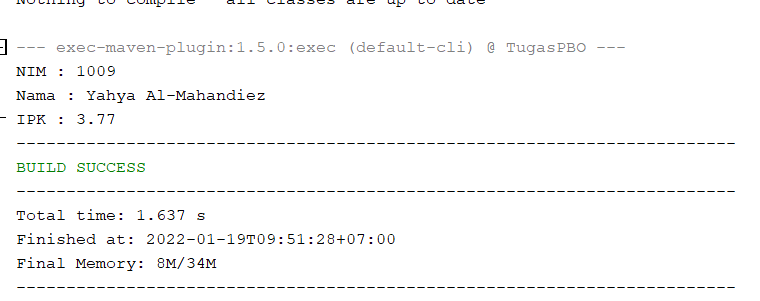 Nothing to compile - all classes are up to date
--- exec-maven-plugin:1.5.0:exec (default-cli) @ TugasPBO ---
NIM : 1009
Nama : Yahya Al-Mahandiez
IPK : 3.77
------------------------------------------------------------------------
BUILD SUCCESS
------------------------------------------------------------------------
Total time: 1.637 s
Finished at: 2022-01-19T09:51:28+07:00
Final Memory: 8M/34M
------------------------------------------------------------------------